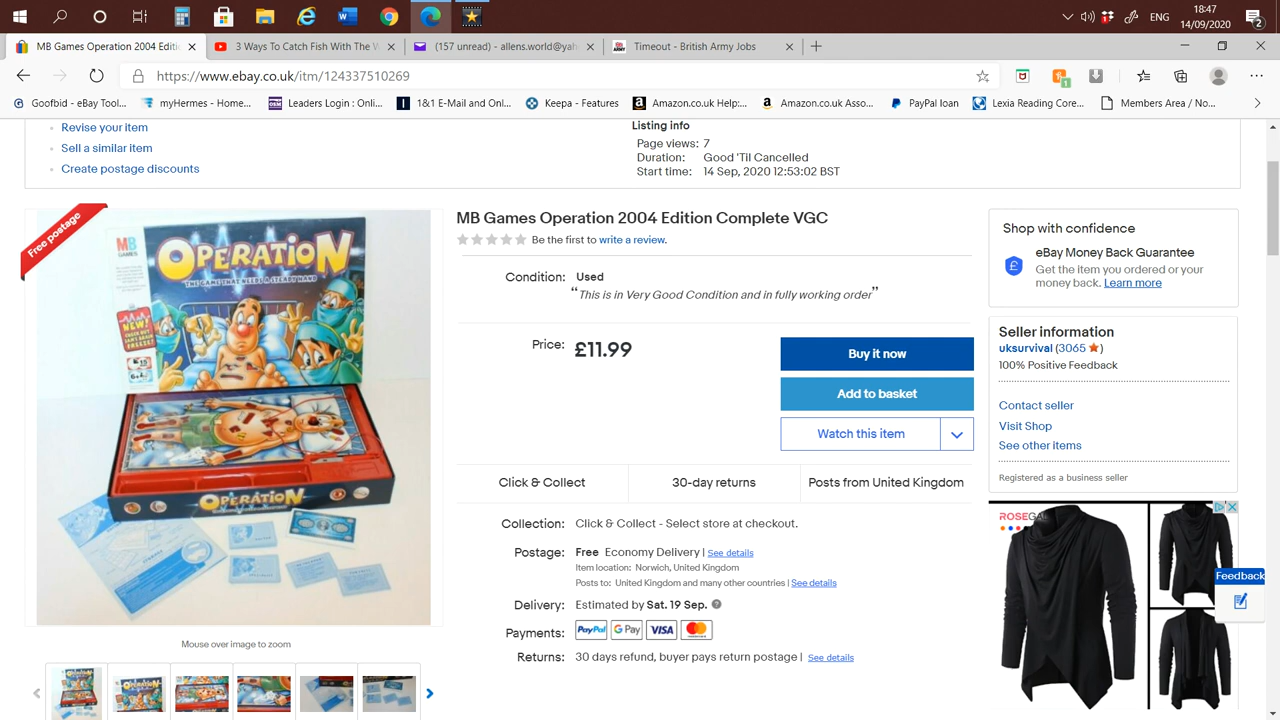 18:47
ENG
14/09/2020
2
MB Games Operation 2004 Editi
3 Ways To Catch Fish With The W
(157 unread) - allens.world@yah
Timeout - British Army Jobs
https://www.ebay.co.uk/itm/124337510269
1
Goofbid - eBay Tool...
myHermes - Home...
Leaders Login : Onli...
1&1 E-Mail and Onl...
Keepa - Features
Amazon.co.uk Help:...
Amazon.co.uk Asso...
PayPal loan
Lexia Reading Core...
Members Area / No...
Revise your item
Sell a similar item
Create postage discounts
Listing info
Page views: 7
Duration: Good 'Til Cancelled
Start time: 14 Sep, 2020 12:53:02 BST
Free postage
MB
GAMES
OPERATION
THE GAME THAT NEEDS A STEADY HAND
NEW!
OPERATION
Mouse over image to zoom
MB Games Operation 2004 Edition Complete VGC
Be the first to write a review.
Condition: Used
“This is in Very Good Condition and in fully working order”
Price: £11.99
Buy it now
Add to basket
Watch this item
Click & Collect
30-day returns
Posts from United Kingdom
Collection: Click & Collect - Select store at checkout.
Postage: Free Economy Delivery | See details
Item location: Norwich, United Kingdom
Posts to: United Kingdom and many other countries | See details
Delivery: Estimated by Sat. 19 Sep.
Payments: PayPal G Pay VISA MasterCard
Returns: 30 days refund, buyer pays return postage | See details
Shop with confidence
eBay Money Back Guarantee
Get the item you ordered or your
money back. Learn more
Seller information
uksurvival (3065 )
100% Positive Feedback
Contact seller
Visit Shop
See other items
Registered as a business seller
ROSEGAL
Feedback